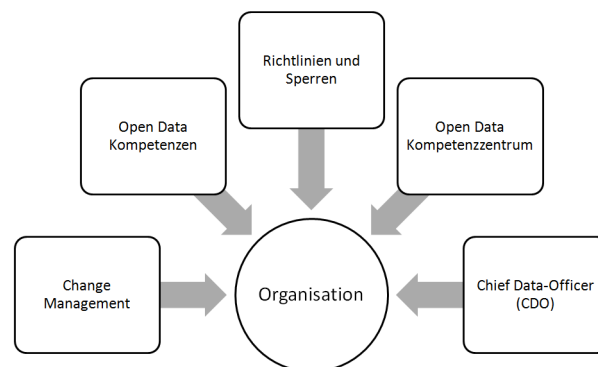 Richtlinien und
Sperren
Open Data
Kompetenzen
Open Data
Kompetenzzentrum
Change
Management
Organisation
Chief Data-Officer
(CDO)